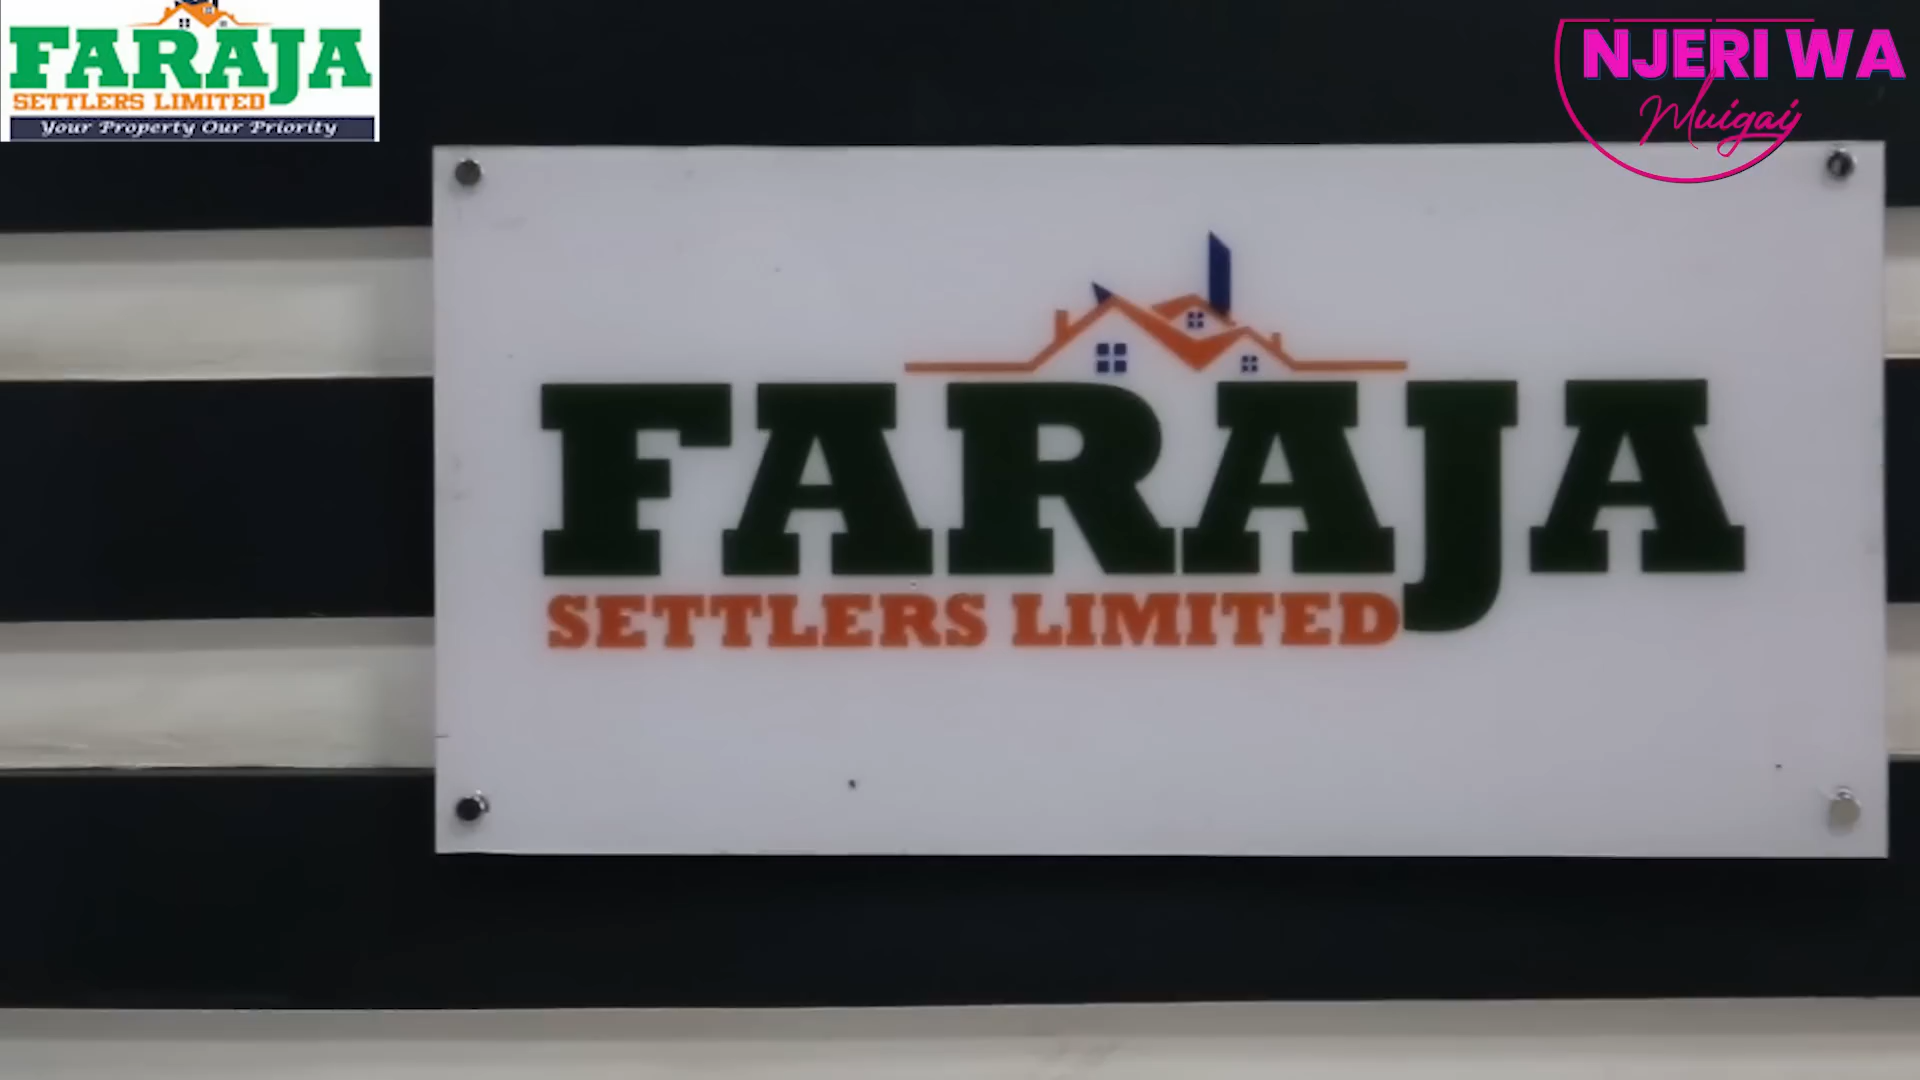 FARAJA
SETTLERS LIMITED
Your Property Our Priority
NJERI WA
Muigai
FARAJA
SETTLERS LIMITED